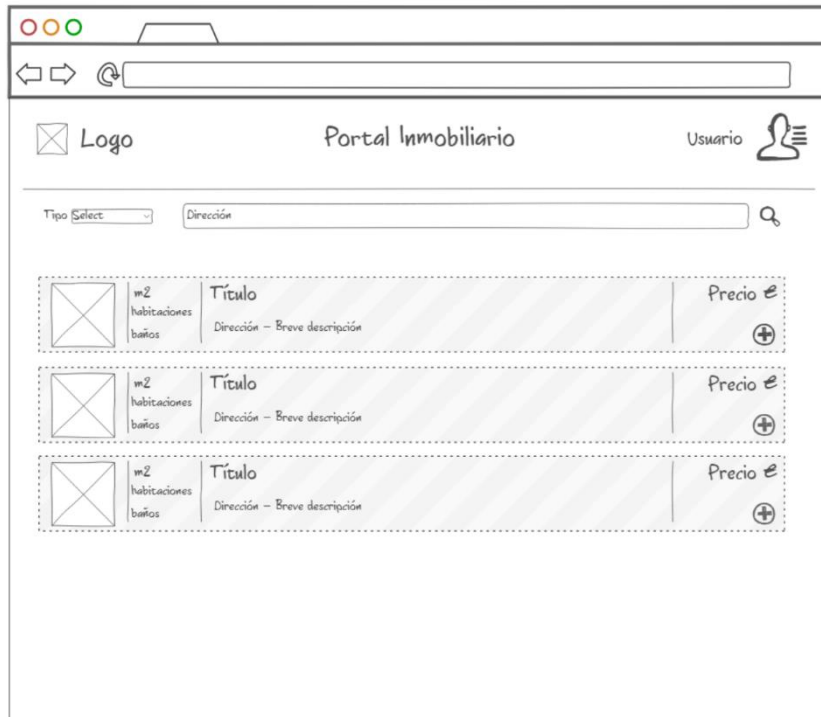 Logo
Portal Inmobiliario
Usuario
Tipo Select
Dirección
m2
habitaciones
baños
Título
Dirección – Breve descripción
Precio €
m2
habitaciones
baños
Título
Dirección – Breve descripción
Precio €
m2
habitaciones
baños
Título
Dirección – Breve descripción
Precio €